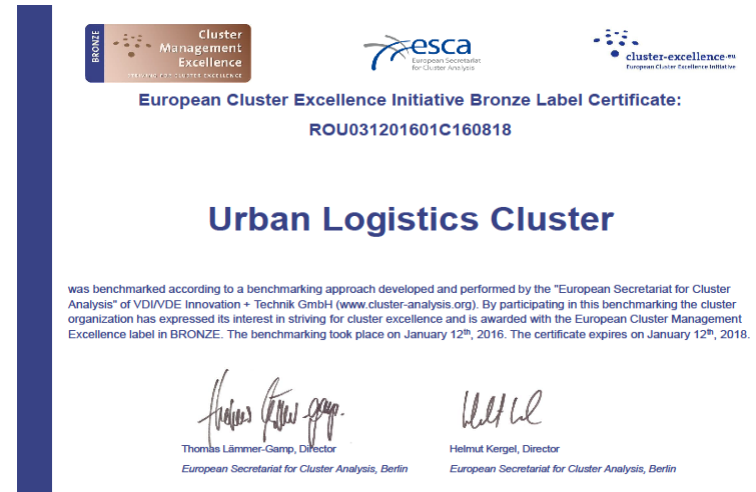 BRONZE
Cluster
Management
Excellence
STRIVING FOR CLUSTER EXCELLENCE
esca
European Secretariat
for Cluster Analysis
cluster-excellence.eu
European Cluster Excellence Initiative
European Cluster Excellence Initiative Bronze Label Certificate:
ROU031201601C160818
Urban Logistics Cluster
was benchmarked according to a benchmarking approach developed and performed by the "European Secretariat for Cluster
Analysis" of VDI/VDE Innovation + Technik GmbH (www.cluster-analysis.org). By participating in this benchmarking the cluster
organization has expressed its interest in striving for cluster excellence and is awarded with the European Cluster Management
Excellence label in BRONZE. The benchmarking took place on January 12th, 2016. The certificate expires on January 12th, 2018.
Thomas Lämmer-Gamp, Director
Helmut Kergel, Director
European Secretariat for Cluster Analysis, Berlin
European Secretariat for Cluster Analysis, Berlin